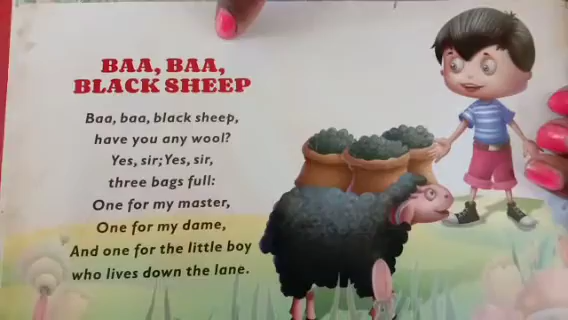 BAA, BAA,
BLACK SHEEP
Baa, baa, black sheep,
have you any wool?
Yes, sir; Yes, sir,
three bags full:
One for my master,
One for my dame,
And one for the little boy
who lives down the lane.